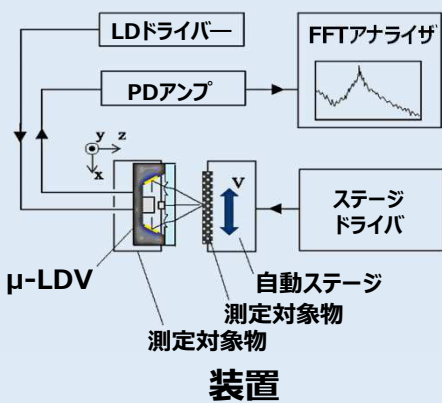 LDドライバー
FFTアナライザ
PDアンプ
y
z
x
V
ステージ
ドライバ
μ-LDV
自動ステージ
測定対象物
測定対象物
装置